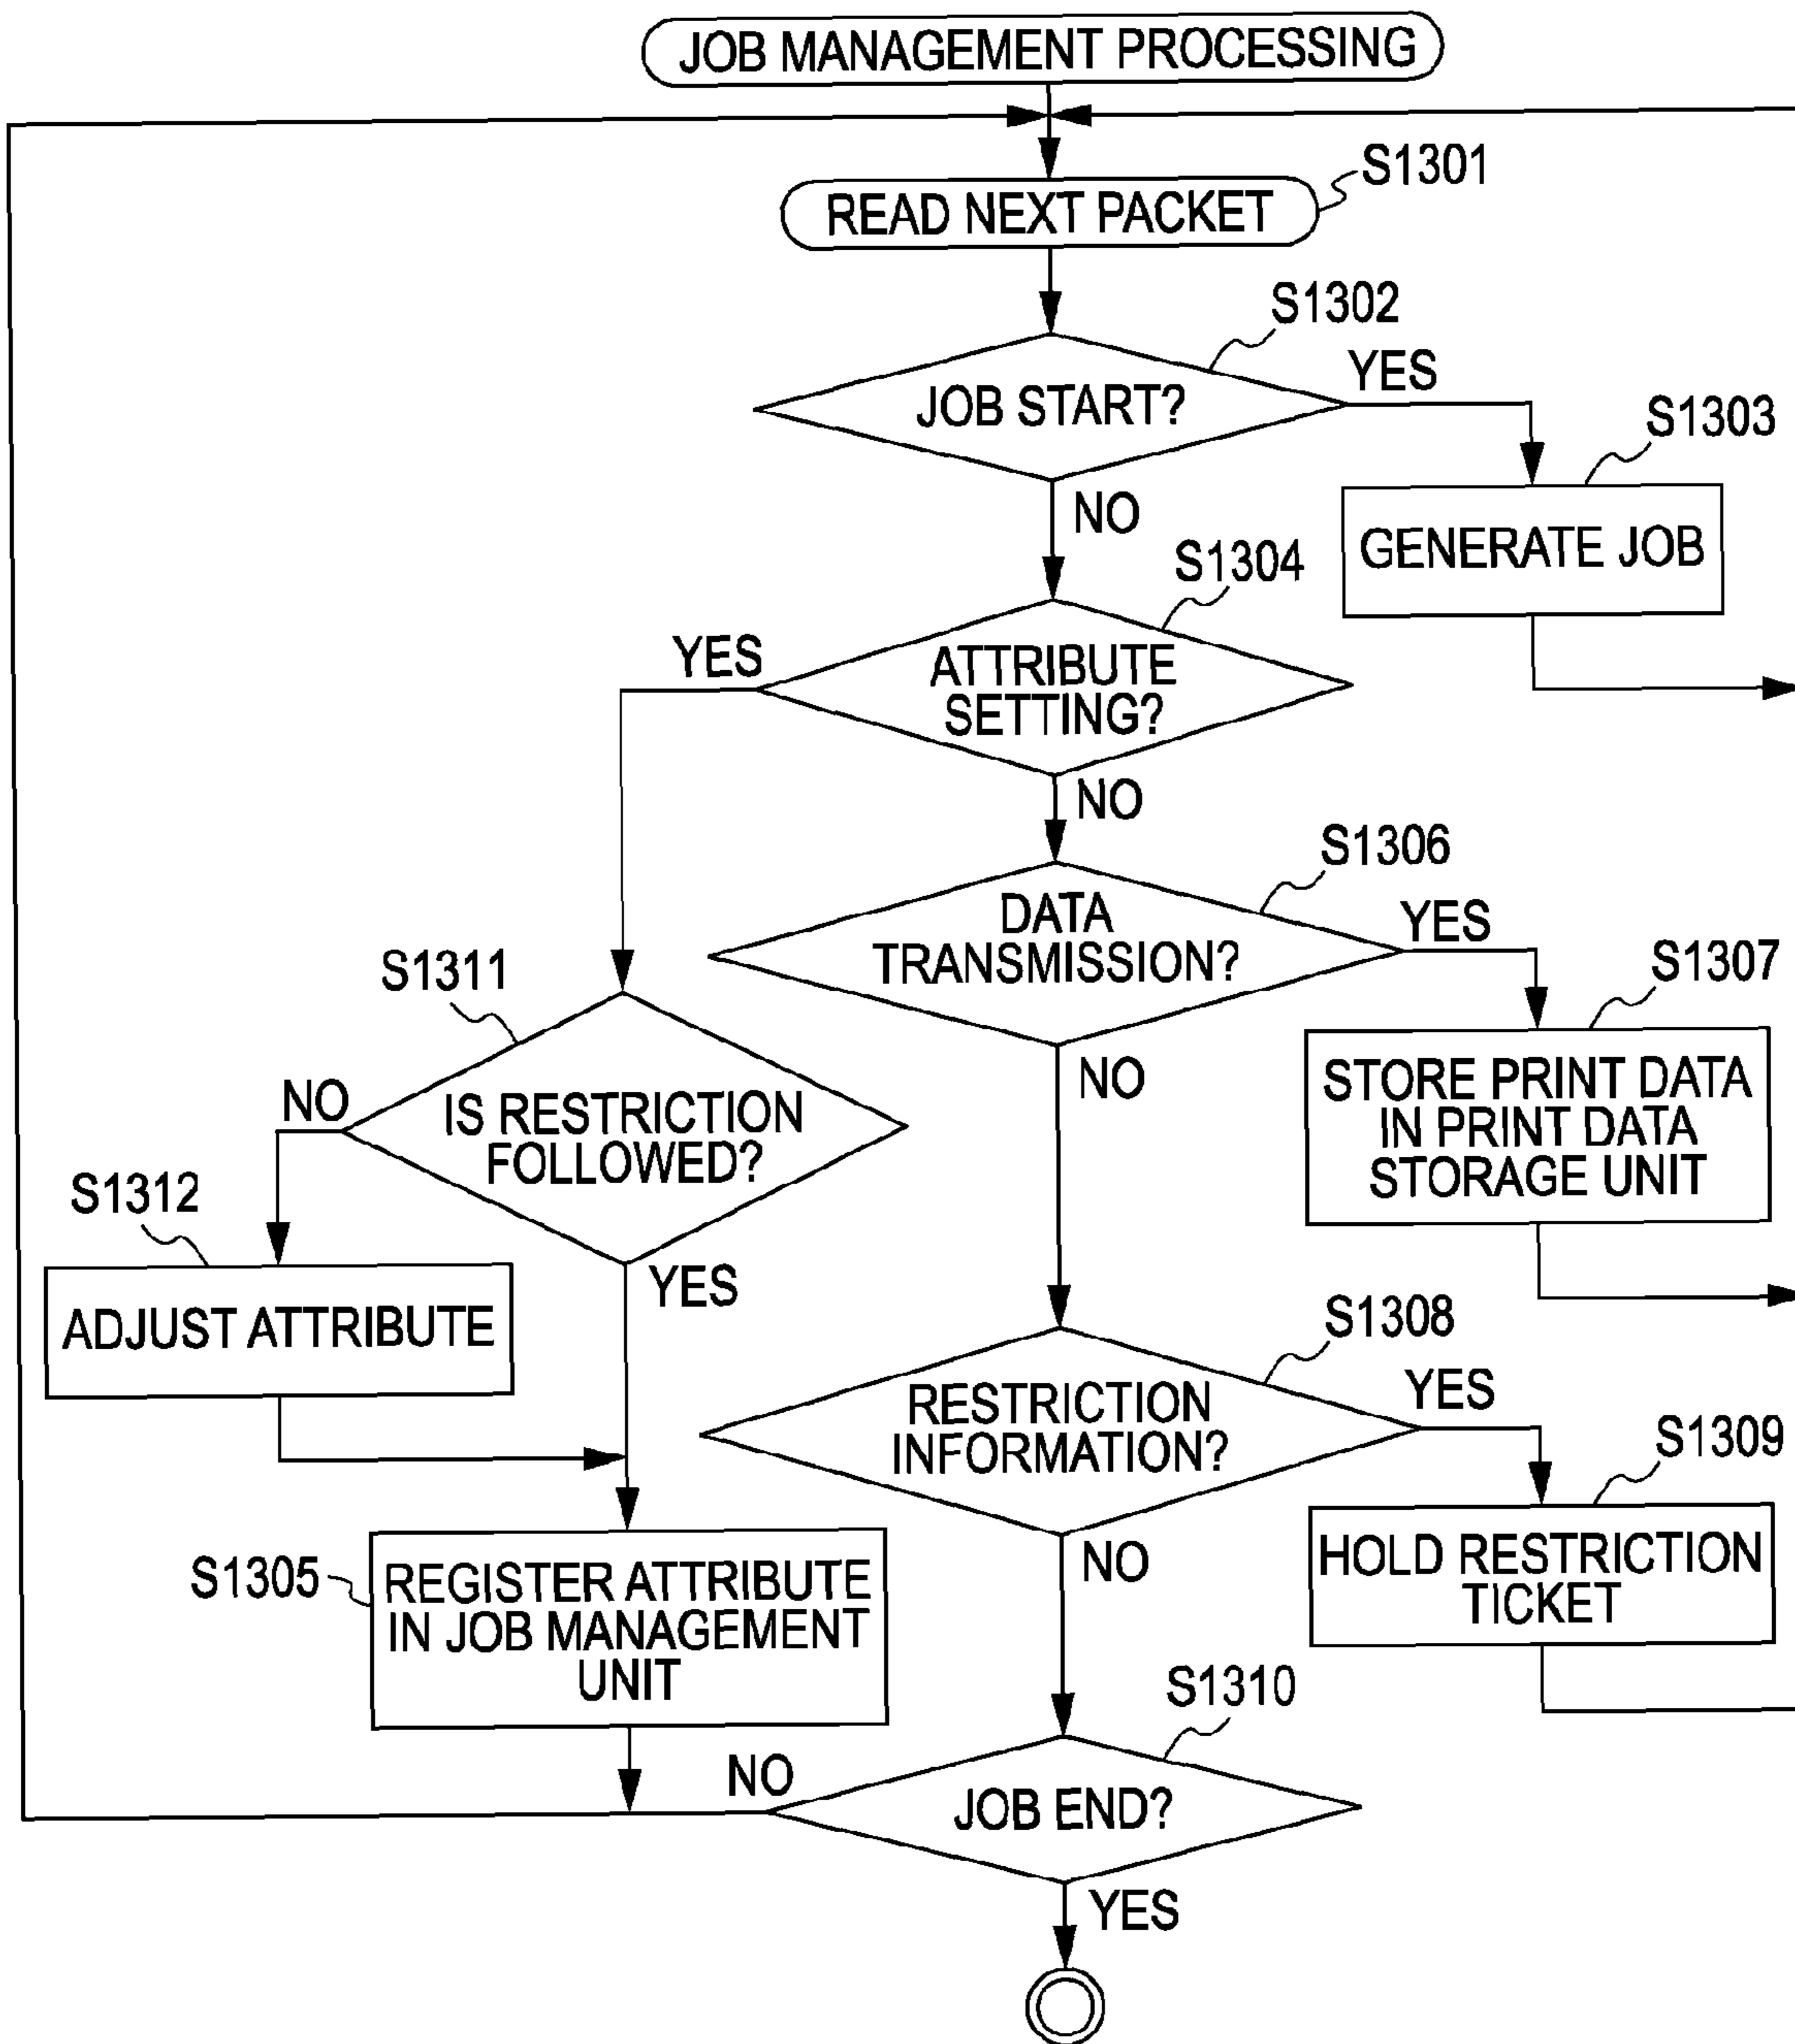 JOB MANAGEMENT PROCESSING
S1301
READ NEXT PACKET
S1302
JOB START?
YES
NO
S1303
GENERATE JOB
S1304
ATTRIBUTE
SETTING?
YES
NO
S1306
DATA
TRANSMISSION?
YES
NO
S1307
STORE PRINT DATA
IN PRINT DATA
STORAGE UNIT
S1311
IS RESTRICTION
FOLLOWED?
NO
YES
S1312
ADJUST ATTRIBUTE
S1308
RESTRICTION
INFORMATION?
YES
NO
S1309
HOLD RESTRICTION
TICKET
S1305
REGISTER ATTRIBUTE
IN JOB MANAGEMENT
UNIT
S1310
JOB END?
NO
YES